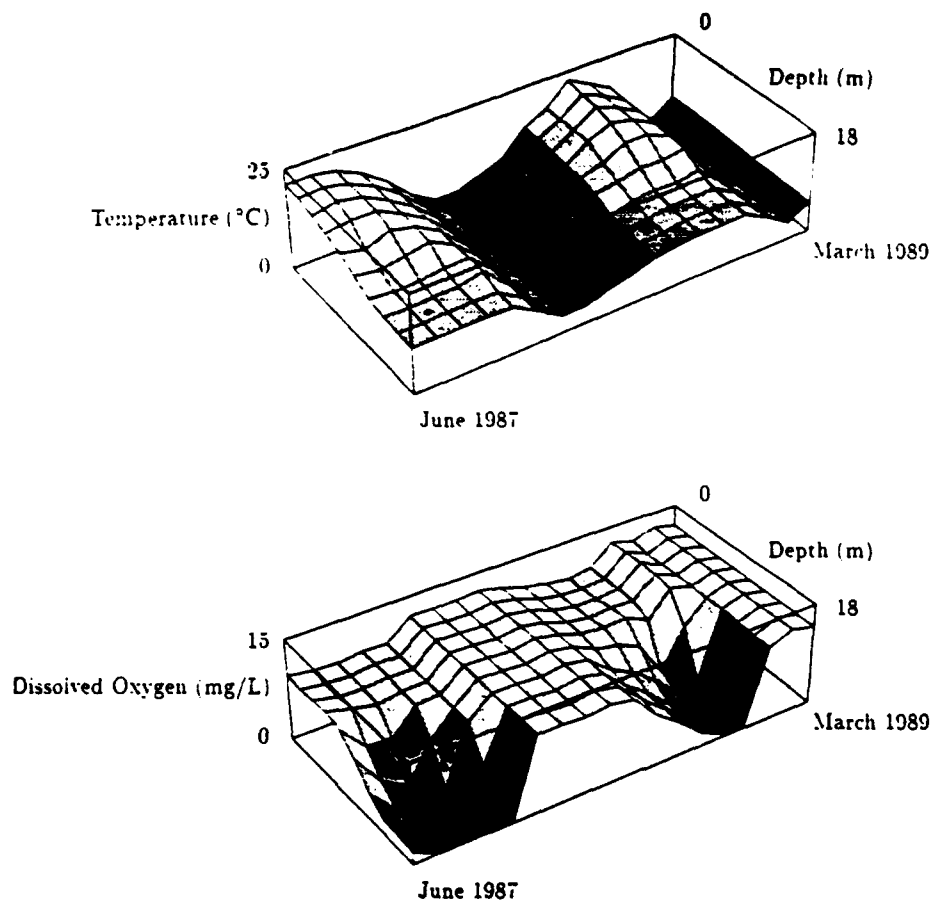 0
Depth (m)
18
25
Temperature (°C)
0
March 1989
June 1987
0
Depth (m)
18
15
Dissolved Oxygen (mg/L)
0
March 1989
June 1987